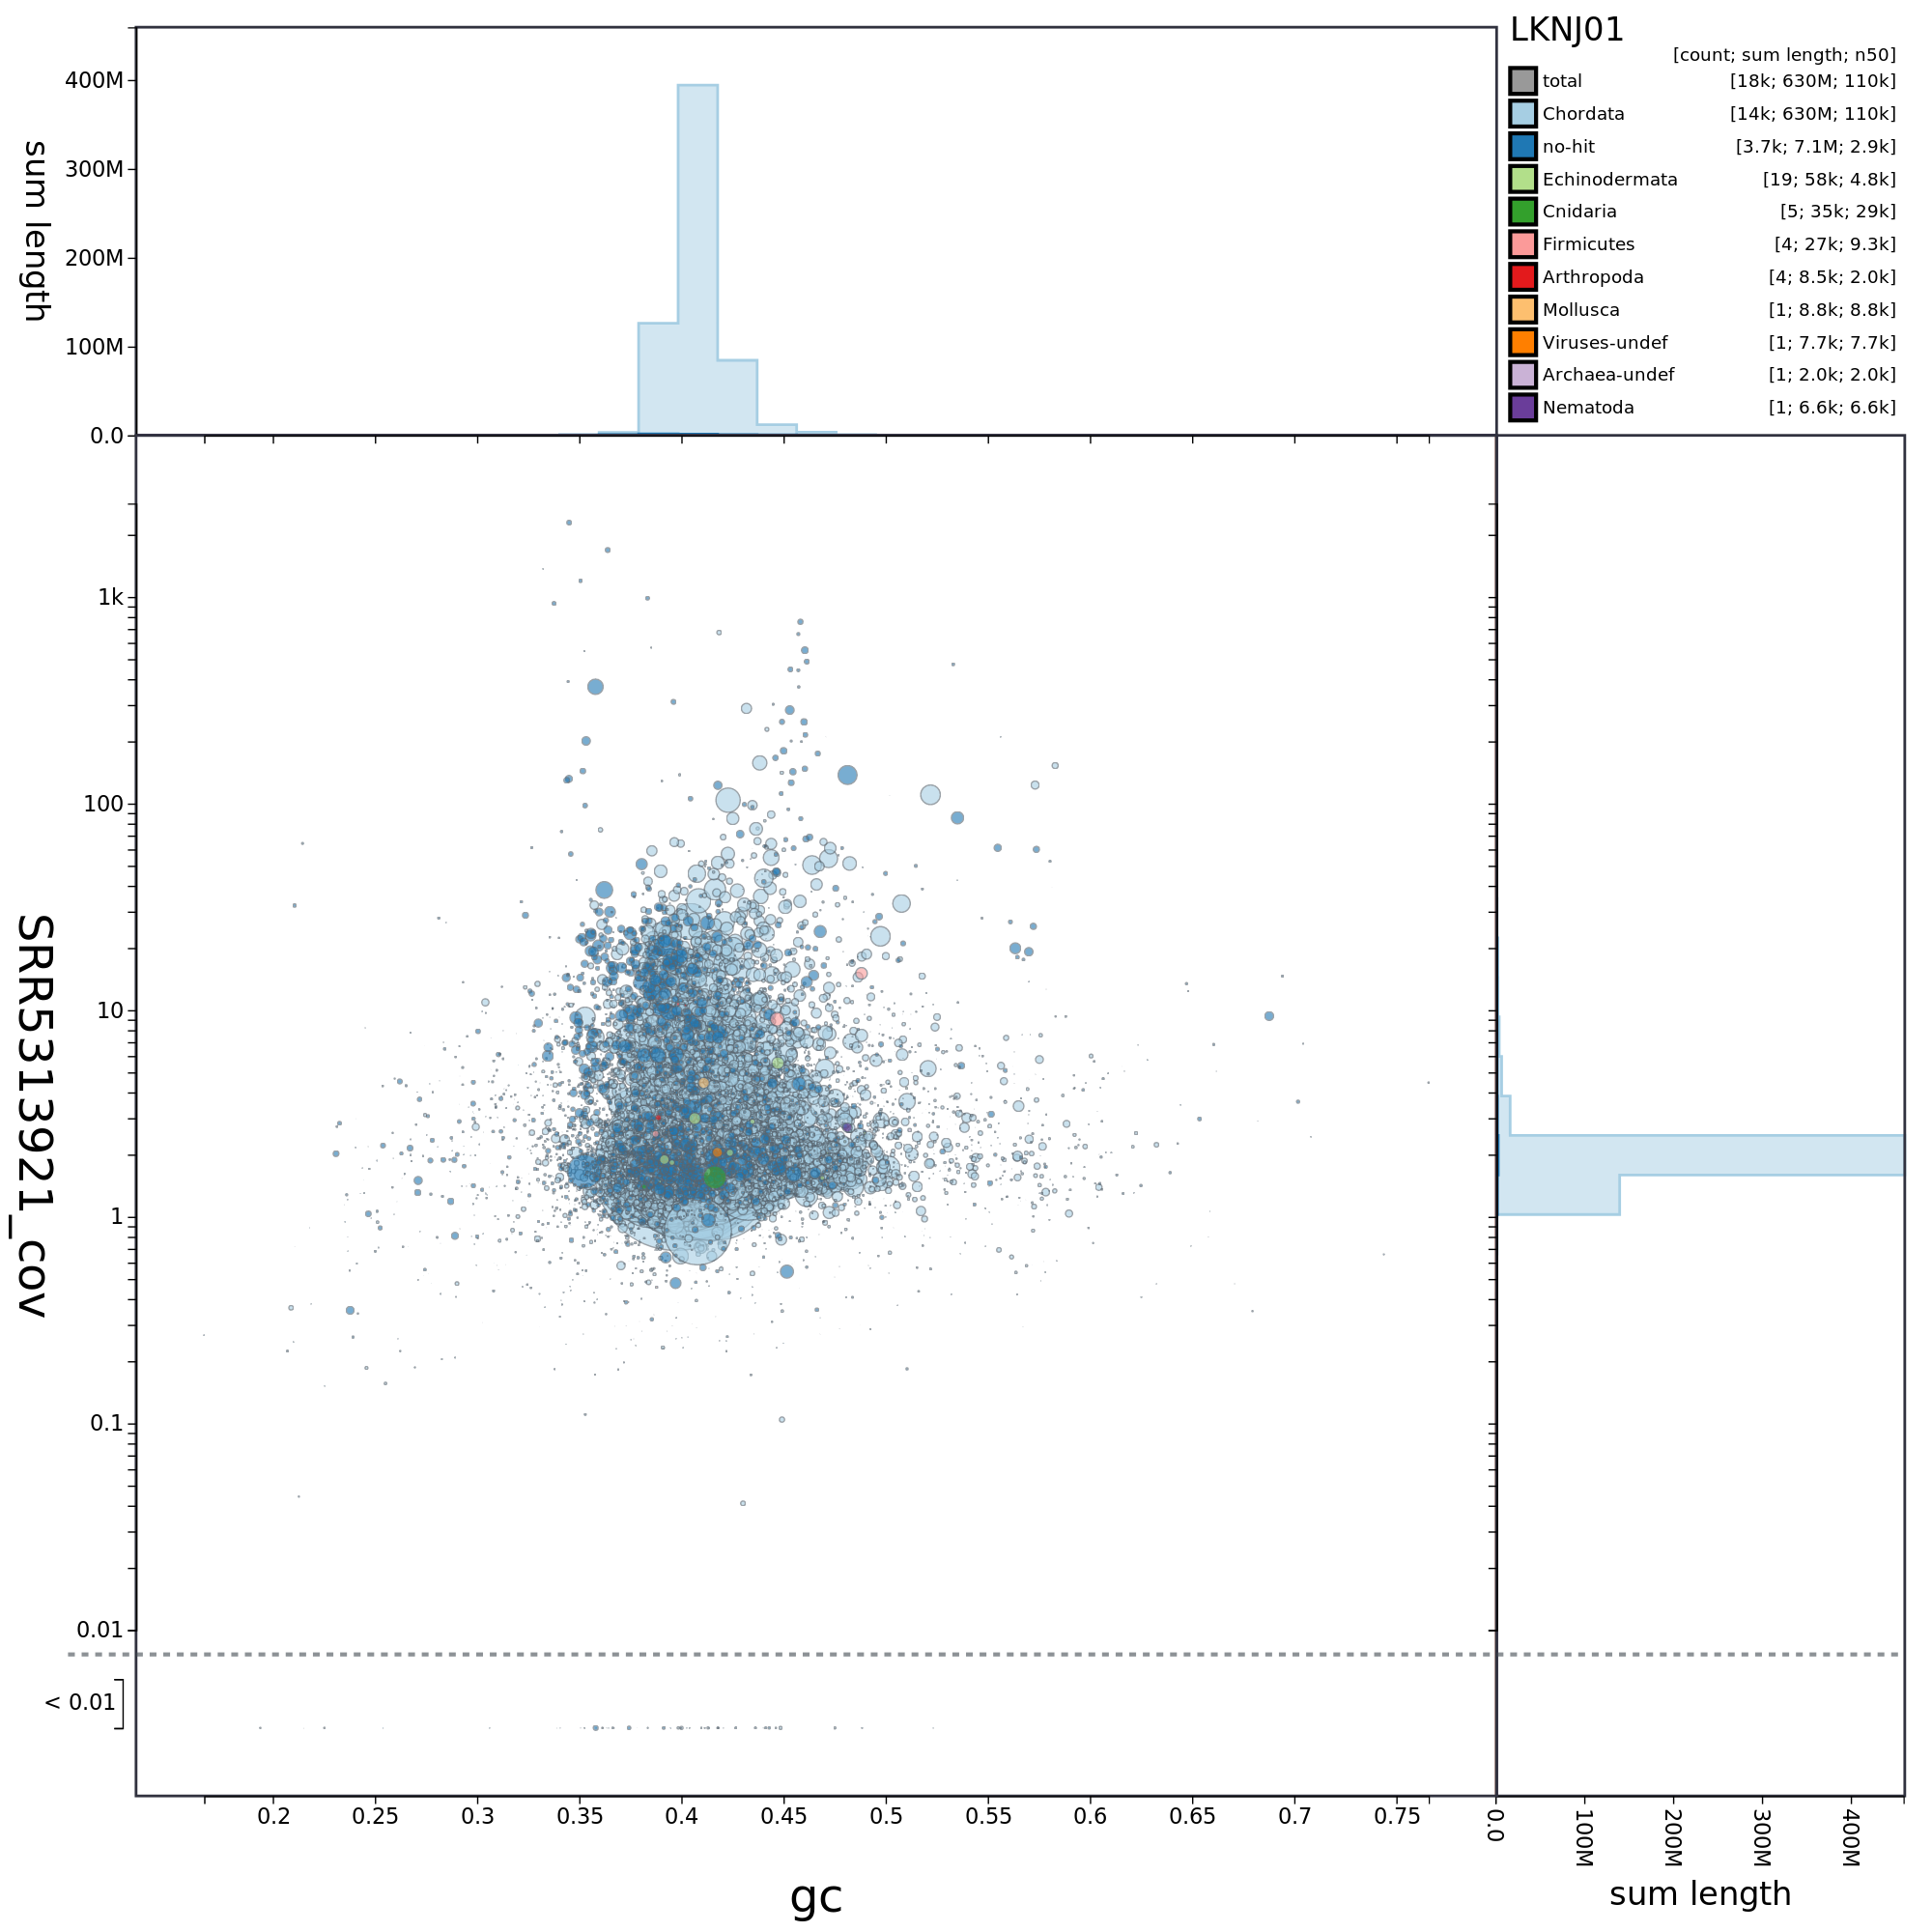 LKNJ01
[count; sum length; n50]
total [18k; 630M; 110k]
Chordata [14k; 630M; 110k]
no-hit [3.7k; 7.1M; 2.9k]
Echinodermata [19; 58k; 4.8k]
Cnidaria [5; 35k; 29k]
Firmicutes [4; 27k; 9.3k]
Arthropoda [4; 8.5k; 2.0k]
Mollusca [1; 8.8k; 8.8k]
Viruses-undef [1; 7.7k; 7.7k]
Archaea-undef [1; 2.0k; 2.0k]
Nematoda [1; 6.6k; 6.6k]
sum length
400M
300M
200M
100M
0.0
SRR5313921_cov
1k
100
10
1
0.1
0.01
< 0.01
0.2 0.25 0.3 0.35 0.4 0.45 0.5 0.55 0.6 0.65 0.7 0.75
gc
0.0 100M 200M 300M 400M
sum length